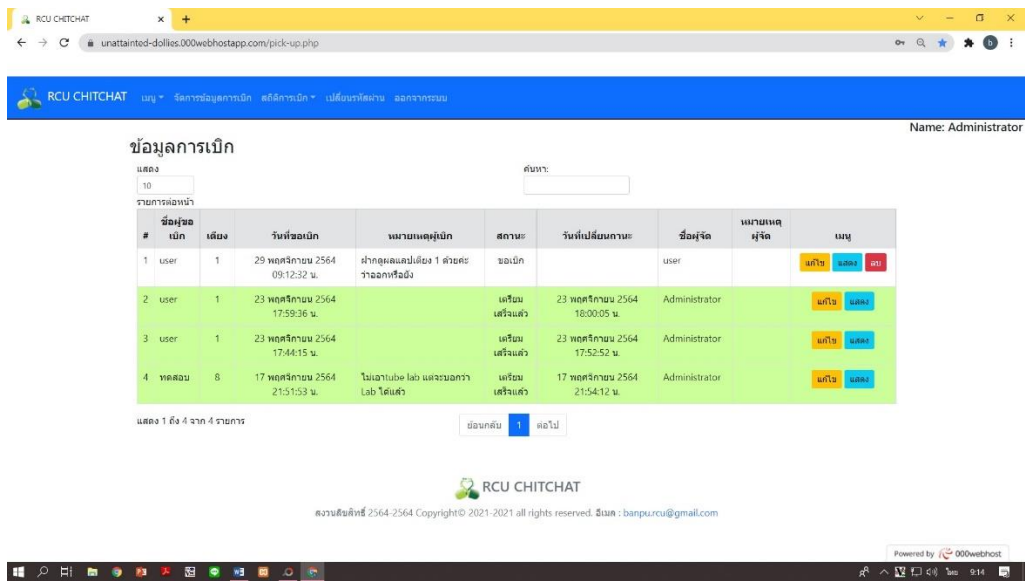 RCU CHITCHAT
unattainted-dollies.000webhostapp.com/pick-up.php
RCU CHITCHAT เมนู จัดการข้อมูลการเบิก สถิติการเบิก เปลี่ยนรหัสผ่าน ออกจากระบบ
Name: Administrator
ข้อมูลการเบิก
แสดง ค้นหา:
10
รายการต่อหน้า
# ชื่อผู้ขอเบิก เตียง วันที่ขอเบิก หมายเหตุผู้เบิก สถานะ วันที่เปลี่ยนถานะ ชื่อผู้จัด หมายเหตุผู้จัด เมนู
1 user 1 29 พฤศจิกายน 2564 ฝากดูผลแลปเตียง 1 ด้วยค่ะ ขอเบิก user แก้ไข แสดง ลบ
09:12:32 น. ว่าออกหรือยัง
2 user 1 23 พฤศจิกายน 2564 เตรียม 23 พฤศจิกายน 2564 Administrator แก้ไข แสดง
17:59:36 น. เสร็จแล้ว 18:00:05 น.
3 user 1 23 พฤศจิกายน 2564 เตรียม 23 พฤศจิกายน 2564 Administrator แก้ไข แสดง
17:44:15 น. เสร็จแล้ว 17:52:52 น.
4 ทดสอบ 8 17 พฤศจิกายน 2564 ไม่เอาtube lab แต่จะบอกว่า เตรียม 17 พฤศจิกายน 2564 Administrator แก้ไข แสดง
21:51:53 น. Lab ได้แล้ว เสร็จแล้ว 21:54:12 น.
แสดง 1 ถึง 4 จาก 4 รายการ ย้อนกลับ 1 ต่อไป
RCU CHITCHAT
สงวนลิขสิทธิ์ 2564-2564 Copyright© 2021-2021 all rights reserved. อีเมล : banpu.rcu@gmail.com
Powered by 000webhost
ไทย 9:14